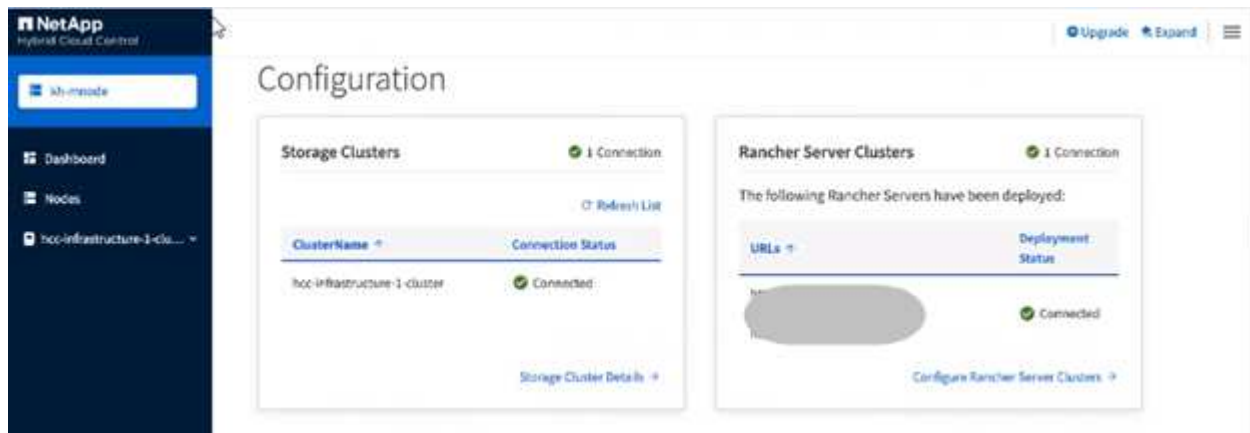 NetApp
Hybrid Cloud Control
Upgrade
Expand
kh-mnode
Configuration
Dashboard
Nodes
hcc-infrastructure-1-clu...
Storage Clusters
1 Connection
Refresh List
ClusterName
Connection Status
hcc-infrastructure-1-cluster
Connected
Storage Cluster Details
Rancher Server Clusters
1 Connection
The following Rancher Servers have been deployed:
URLs
Deployment
Status
Connected
Configure Rancher Server Clusters